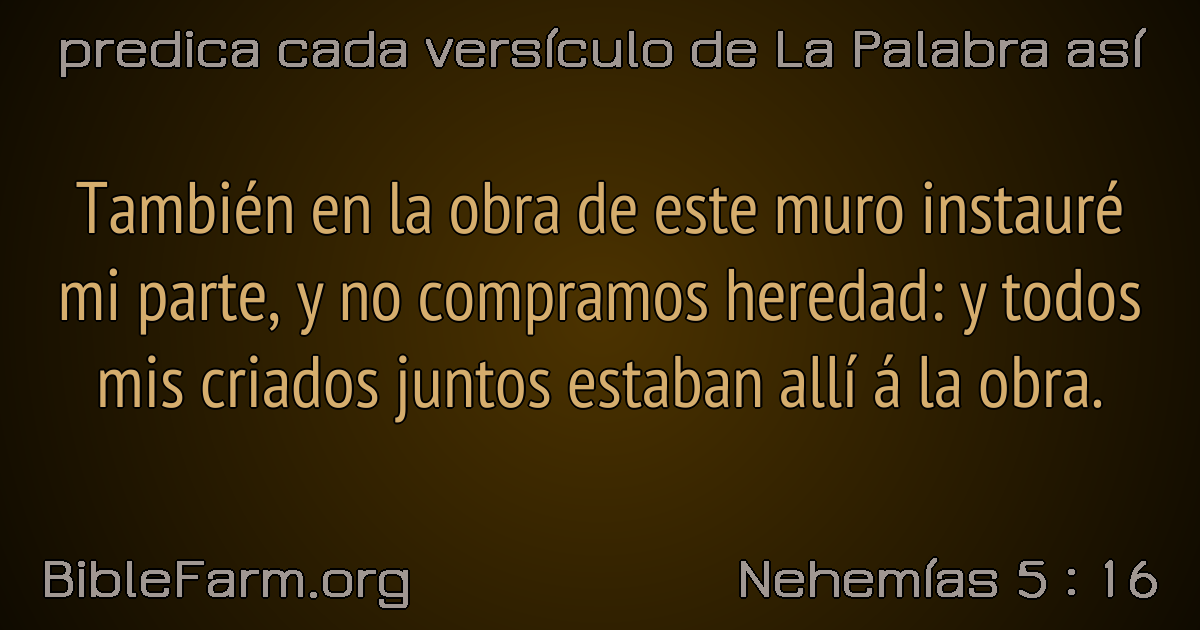 predica cada versículo de La Palabra así
También en la obra de este muro instauré
mi parte, y no compramos heredad: y todos
mis criados juntos estaban allí á la obra.
BibleFarm.org
Nehemías 5 : 16